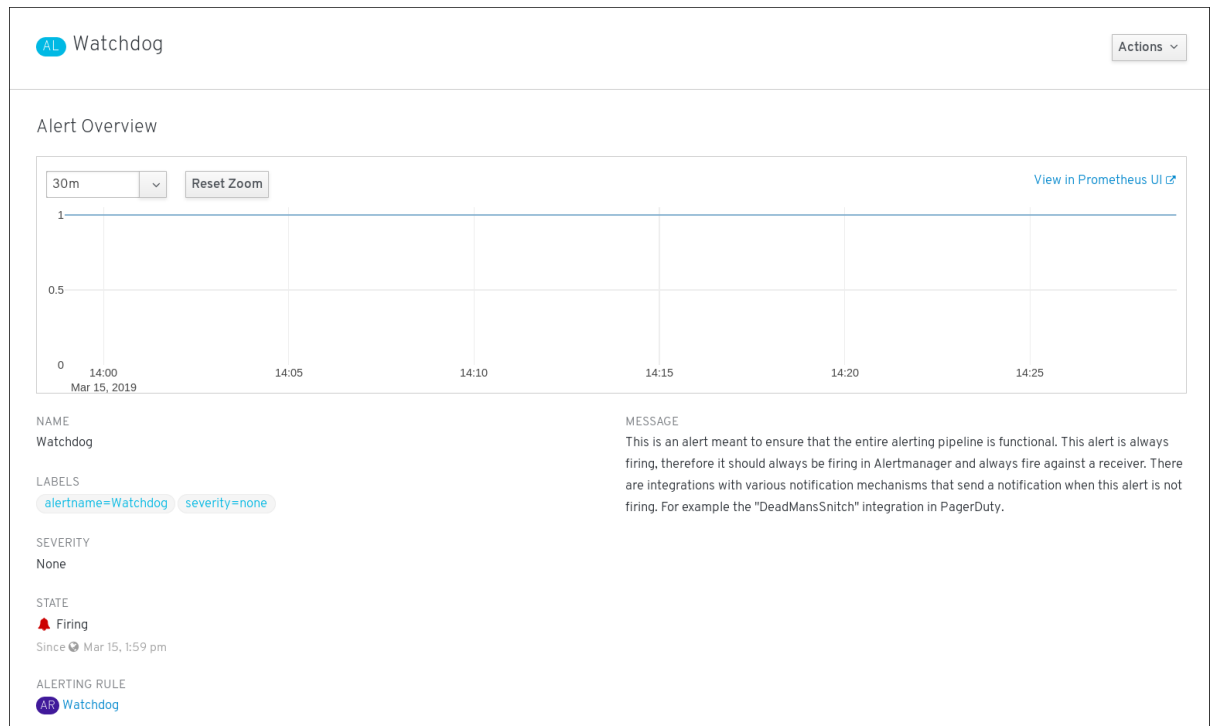 AL Watchdog
Actions
Alert Overview
30m
Reset Zoom
View in Prometheus UI
1
0.5
0
14:00
14:05
14:10
14:15
14:20
14:25
Mar 15, 2019
NAME
Watchdog
LABELS
alertname=Watchdog severity=none
SEVERITY
None
STATE
Firing
Since Mar 15, 1:59 pm
ALERTING RULE
AR Watchdog
MESSAGE
This is an alert meant to ensure that the entire alerting pipeline is functional. This alert is always
firing, therefore it should always be firing in Alertmanager and always fire against a receiver. There
are integrations with various notification mechanisms that send a notification when this alert is not
firing. For example the "DeadMansSnitch" integration in PagerDuty.